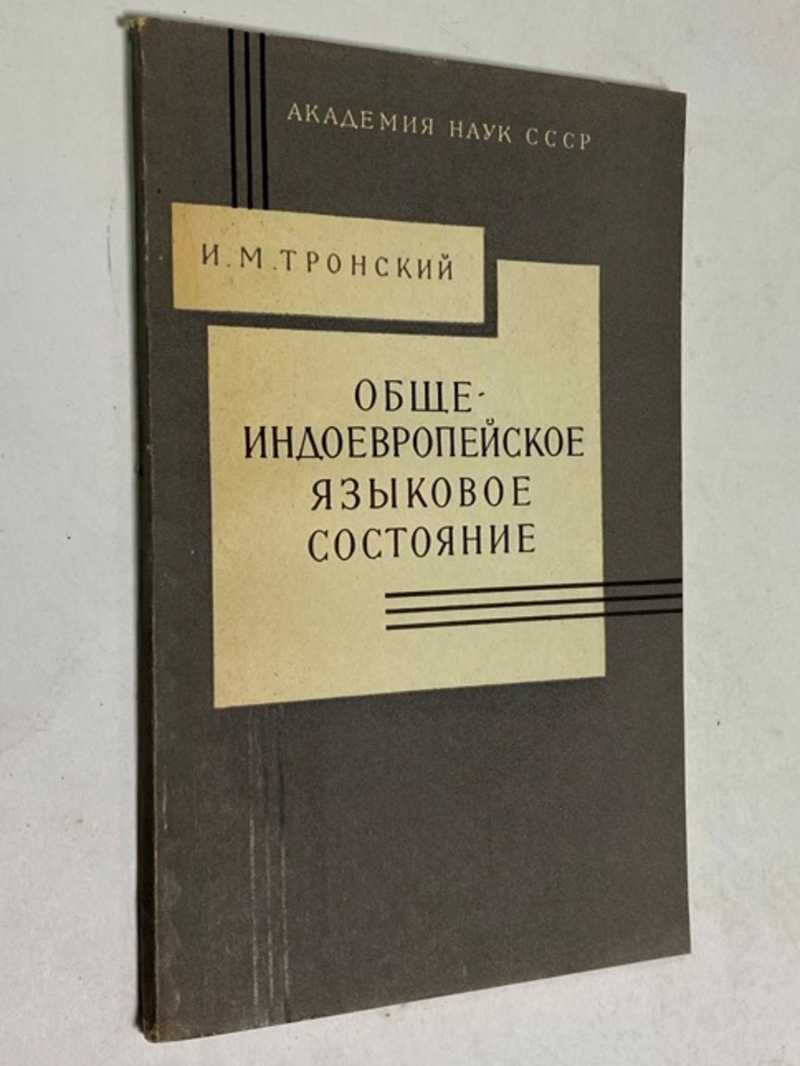 АКАДЕМИЯ НАУК СССР
И.М.ТРОНСКИЙ
ОБЩЕ-
ИНДОЕВРОПЕЙСКОЕ
ЯЗЫКОВОЕ
СОСТОЯНИЕ